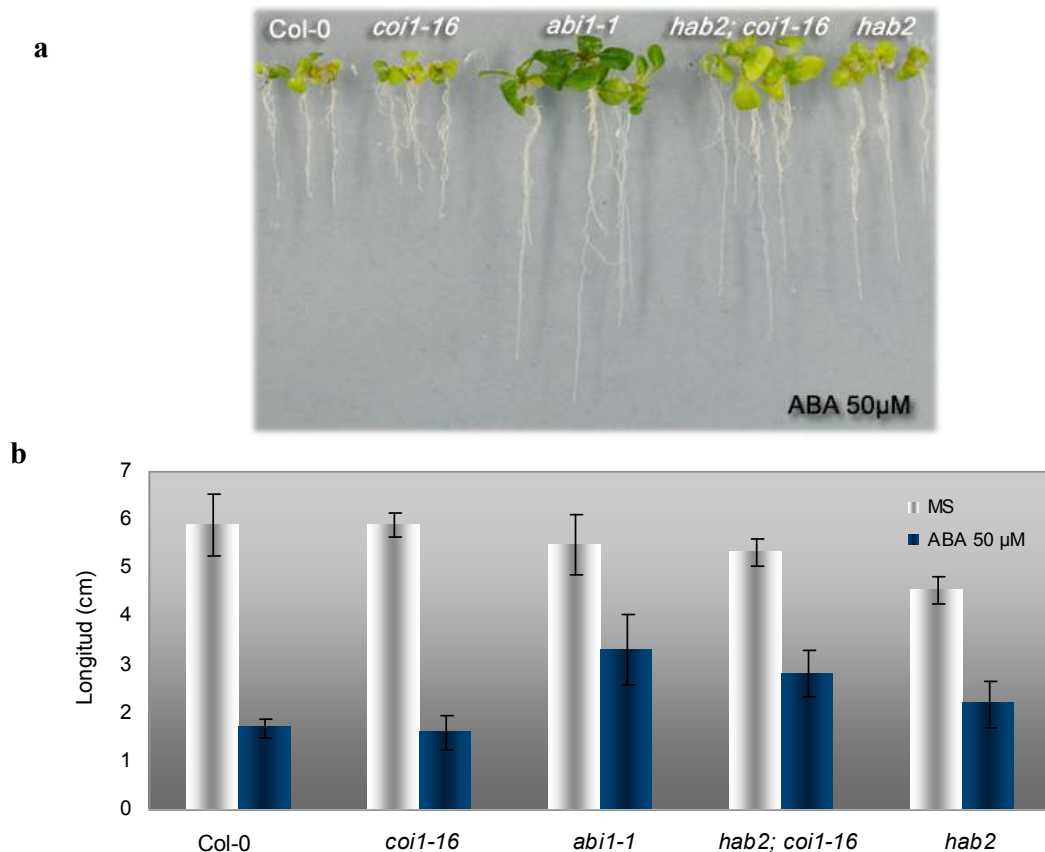 a
Col-0 coi1-16 abi1-1 hab2; coi1-16 hab2
ABA 50µM
b
7
6
5
4
3
2
1
0
Longitud (cm)
MS
ABA 50 µM
Col-0 coi1-16 abi1-1 hab2; coi1-16 hab2